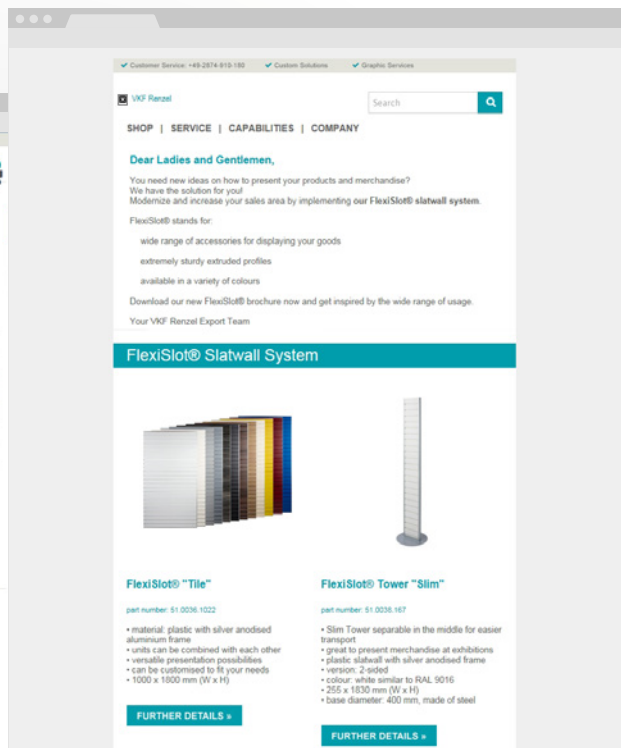 Customer Service: +49-2874-910-180 Custom Solutions Graphic Services
VKF Renzel
Search
SHOP | SERVICE | CAPABILITIES | COMPANY
Dear Ladies and Gentlemen,
You need new ideas on how to present your products and merchandise?
We have the solution for you!
Modernize and increase your sales area by implementing our FlexiSlot® slatwall system.
FlexiSlot® stands for:
wide range of accessories for displaying your goods
extremely sturdy extruded profiles
available in a variety of colours
Download our new FlexiSlot® brochure now and get inspired by the wide range of usage.
Your VKF Renzel Export Team
FlexiSlot® Slatwall System
FlexiSlot® "Tile"
part number: 51.0036.1022
• material: plastic with silver anodised
aluminium frame
• units can be combined with each other
• versatile presentation possibilities
• can be customised to fit your needs
• 1000 x 1800 mm (W x H)
FURTHER DETAILS »
FlexiSlot® Tower "Slim"
part number: 51.0036.167
• Slim Tower separable in the middle for easier
transport
• great to present merchandise at exhibitions
• plastic slatwall with silver anodised frame
• version: 2-sided
• colour: white similar to RAL 9016
• 255 x 1830 mm (W x H)
• base diameter: 400 mm, made of steel
FURTHER DETAILS »